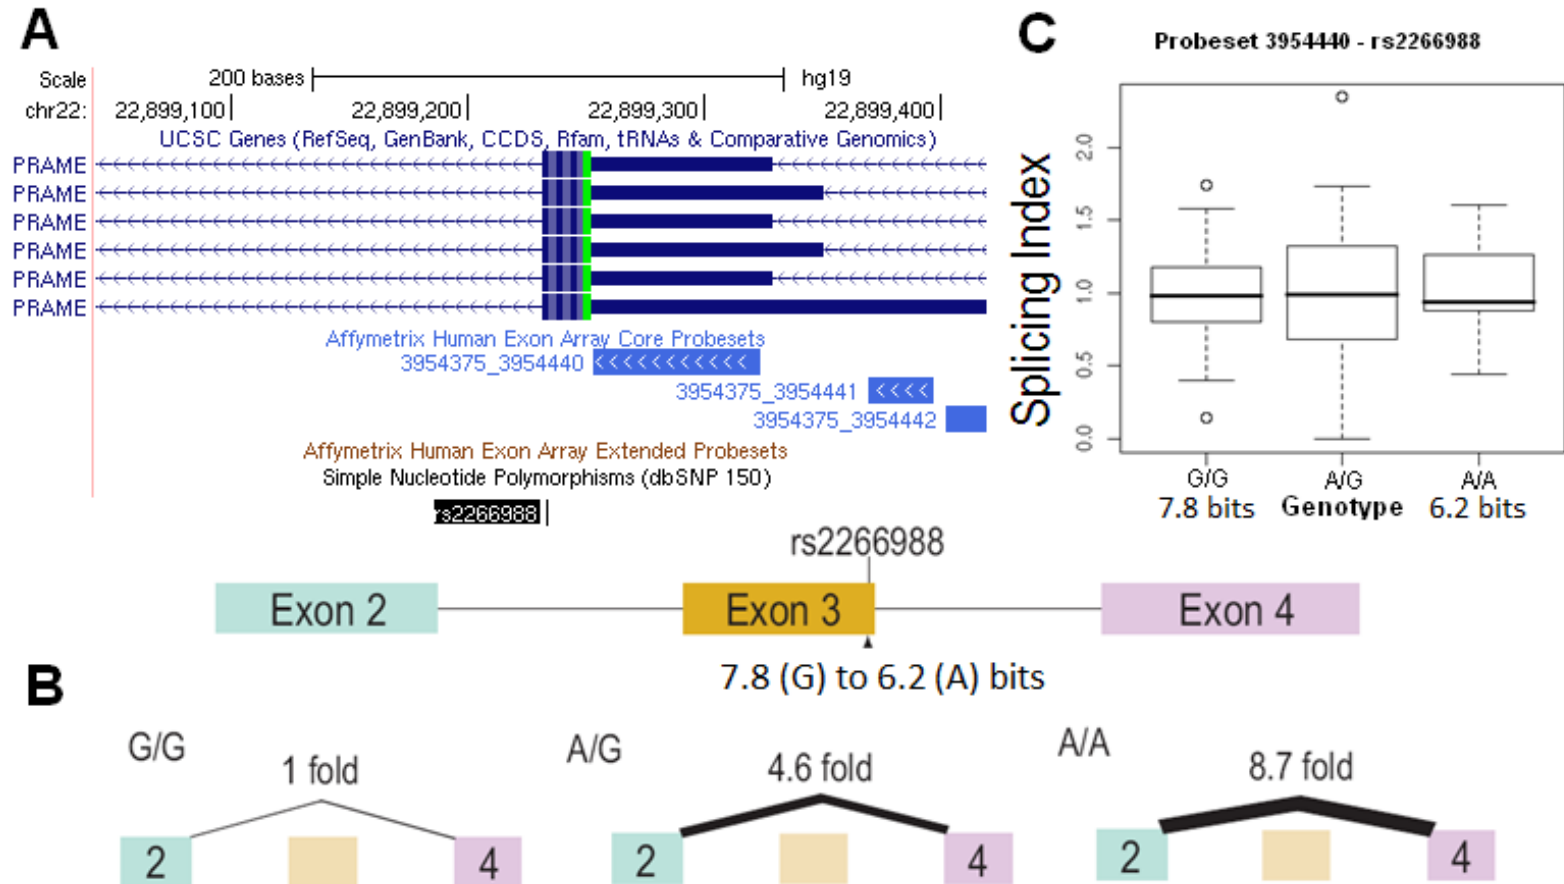 A
Scale
200 bases
hg19
chr22:
22,899,100
22,899,200
22,899,300
22,899,400
UCSC Genes (RefSeq, GenBank, CCDS, Rfam, tRNAs & Comparative Genomics)
PRAME
PRAME
PRAME
PRAME
PRAME
PRAME
Affymetrix Human Exon Array Core Probesets
3954375_3954440
3954375_3954441
3954375_3954442
Affymetrix Human Exon Array Extended Probesets
Simple Nucleotide Polymorphisms (dbSNP 150)
rs2266988
rs2266988
Exon 2
Exon 3
Exon 4
7.8 (G) to 6.2 (A) bits
B
G/G
1 fold
2
4
A/G
4.6 fold
2
4
A/A
8.7 fold
2
4
C
Probeset 3954440 - rs2266988
Splicing Index
2.0
1.5
1.0
0.5
0.0
G/G
A/G
A/A
7.8 bits
Genotype
6.2 bits